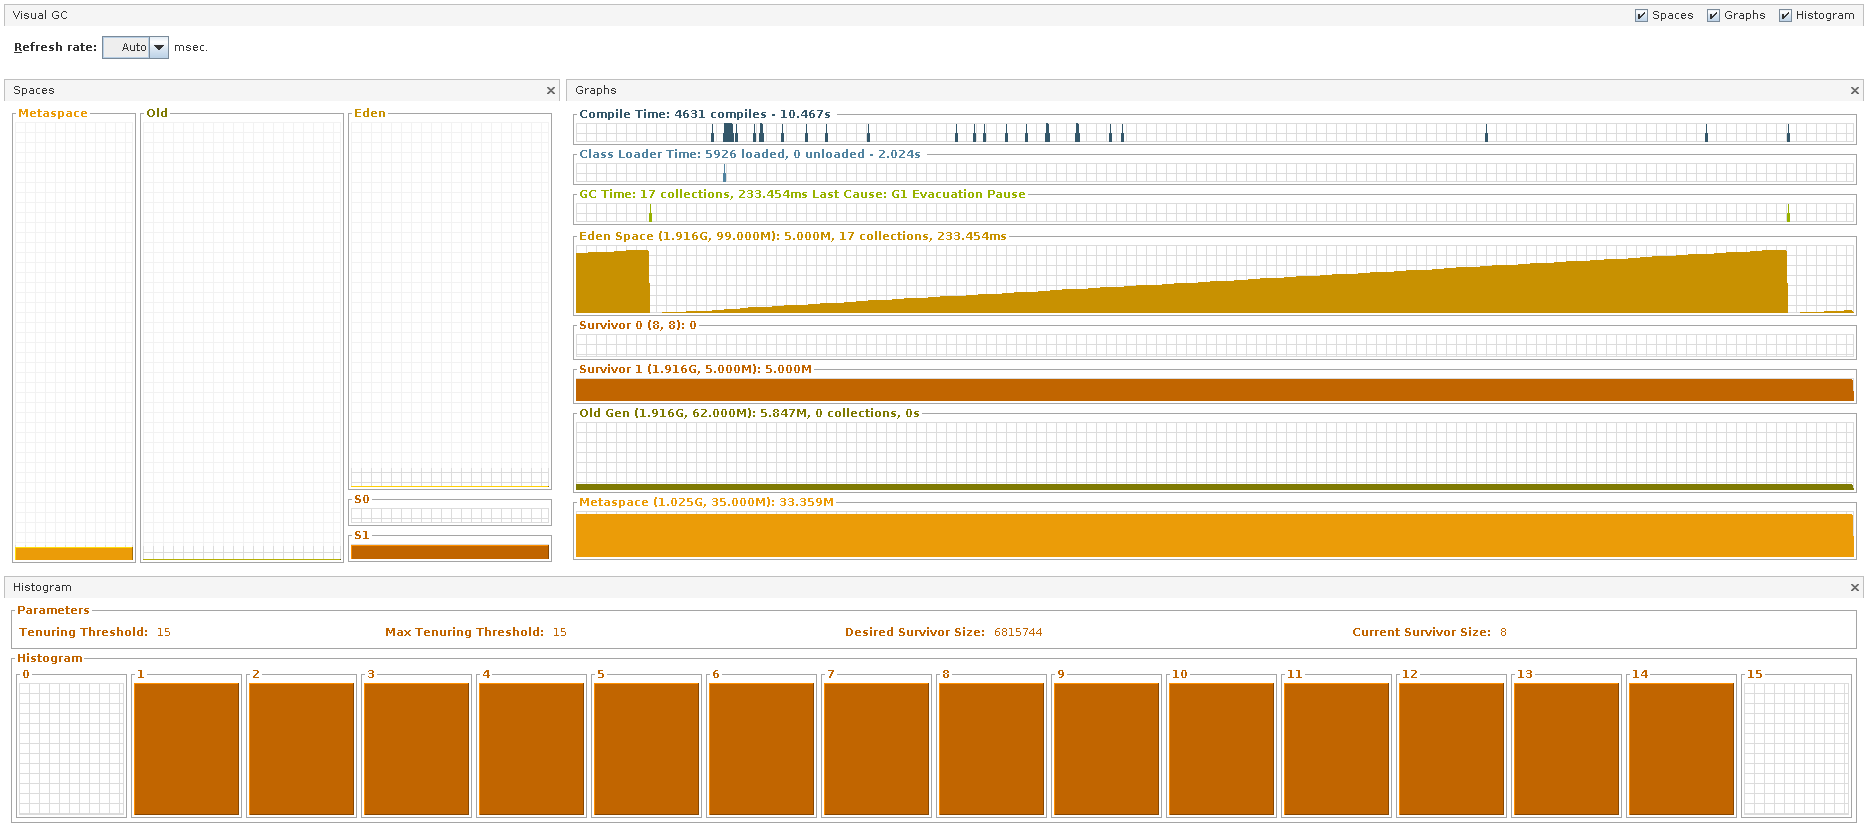 Visual GC
Spaces Graphs Histogram
Refresh rate: Auto msec.
Spaces
Metaspace Old Eden
S0
S1
Graphs
Compile Time: 4631 compiles - 10.467s
Class Loader Time: 5926 loaded, 0 unloaded - 2.024s
GC Time: 17 collections, 233.454ms Last Cause: G1 Evacuation Pause
Eden Space (1.916G, 99.000M): 5.000M, 17 collections, 233.454ms
Survivor 0 (8, 8): 0
Survivor 1 (1.916G, 5.000M): 5.000M
Old Gen (1.916G, 62.000M): 5.847M, 0 collections, 0s
Metaspace (1.025G, 35.000M): 33.359M
Histogram
Parameters
Tenuring Threshold: 15 Max Tenuring Threshold: 15 Desired Survivor Size: 6815744 Current Survivor Size: 8
Histogram
0 1 2 3 4 5 6 7 8 9 10 11 12 13 14 15